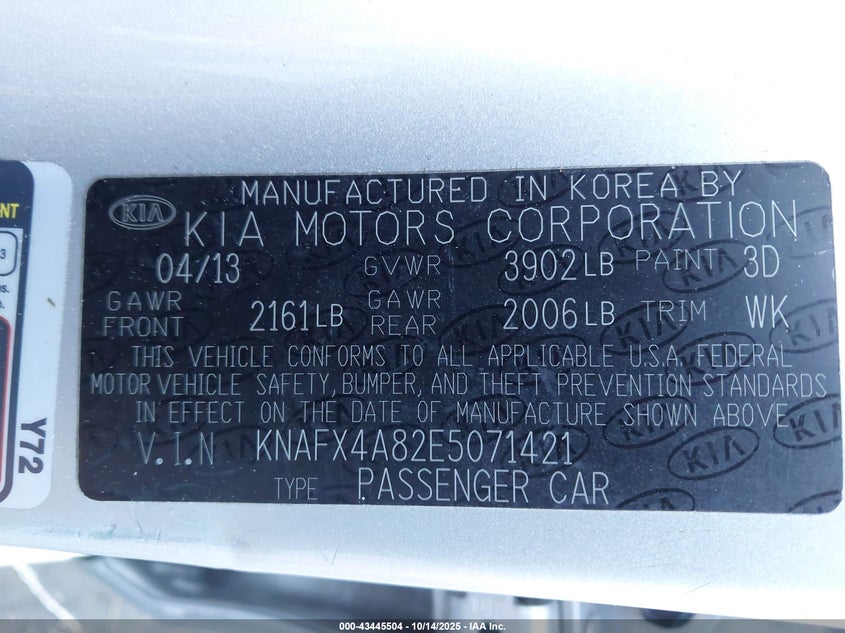 MANUFACTURED IN KOREA BY
KIA KIA MOTORS CORPORATION
04/13 GVWR 3902LB PAINT 3D
GAWR FRONT 2161LB GAWR REAR 2006LB TRIM WK
THIS VEHICLE CONFORMS TO ALL APPLICABLE U.S.A. FEDERAL
MOTOR VEHICLE SAFETY, BUMPER, AND THEFT PREVENTION STANDARDS
IN EFFECT ON THE DATE OF MANUFACTURE SHOWN ABOVE.
V.I.N KNAFX4A82E5071421
TYPE PASSENGER CAR
Y72
000-43445504 | 10/14/2025 - IAA Inc.